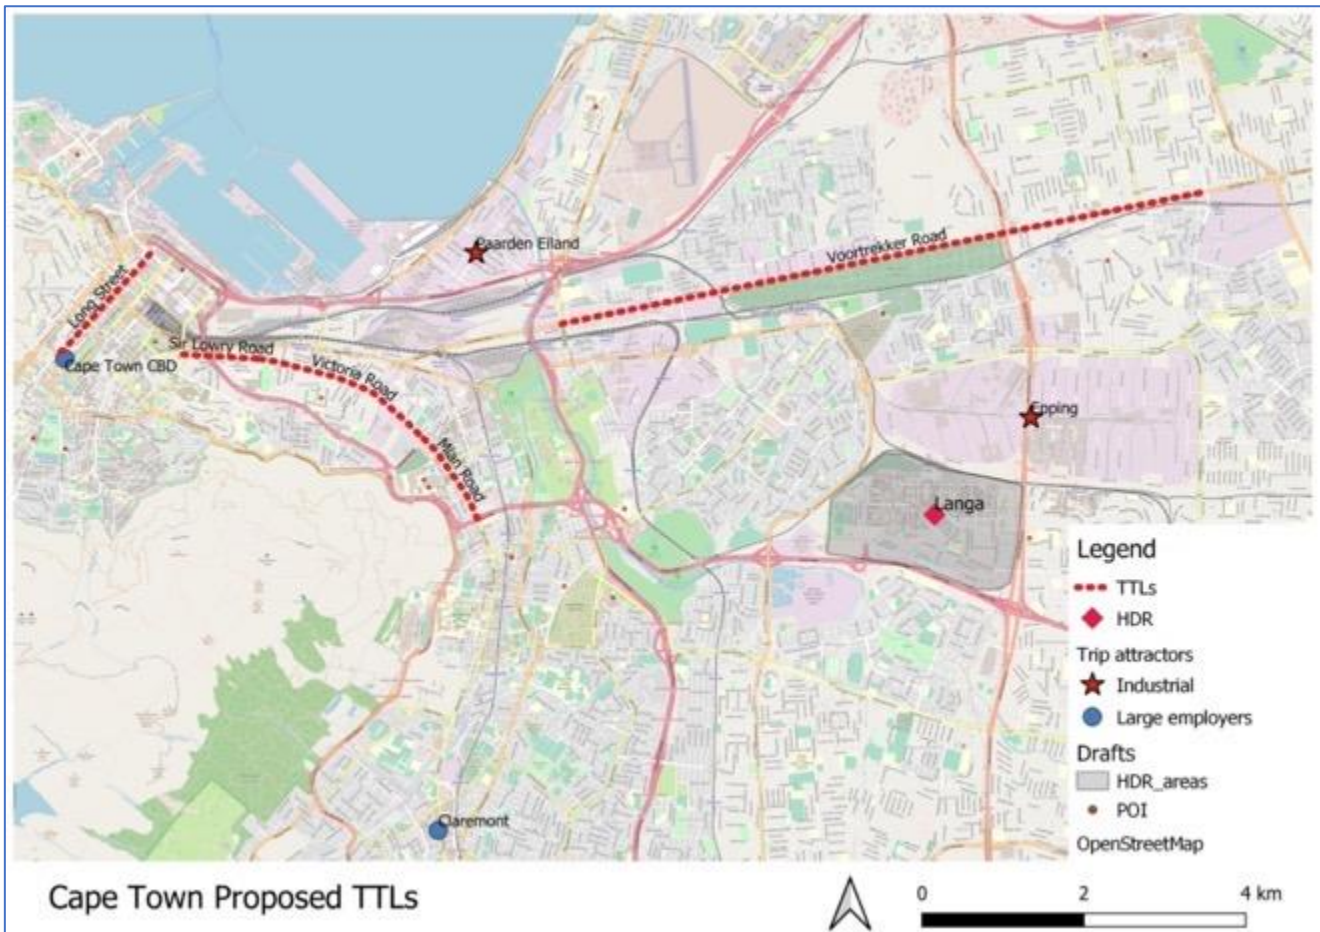 Paarden Eiland
Voortrekker Road
Long Street
Sir Lowry Road
Cape Town CBD
Victoria Road
Mian Road
Epping
Langa
Claremont
Legend
TTLs
HDR
Trip attractors
Industrial
Large employers
Drafts
HDR_areas
POI
OpenStreetMap
Cape Town Proposed TTLs
0 2 4 km